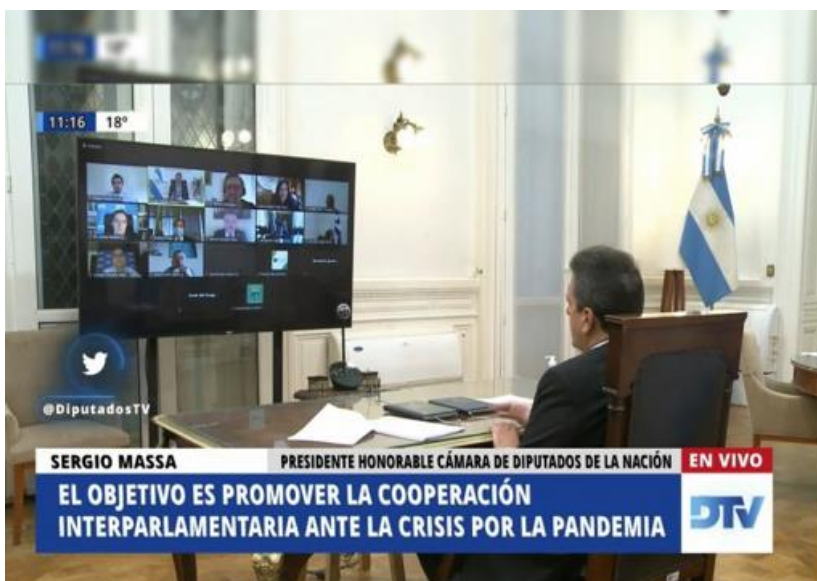 11:16 18°
@DiputadosTV
SERGIO MASSA PRESIDENTE HONORABLE CÁMARA DE DIPUTADOS DE LA NACIÓN EN VIVO
EL OBJETIVO ES PROMOVER LA COOPERACIÓN
INTERPARLAMENTARIA ANTE LA CRISIS POR LA PANDEMIA
DTV